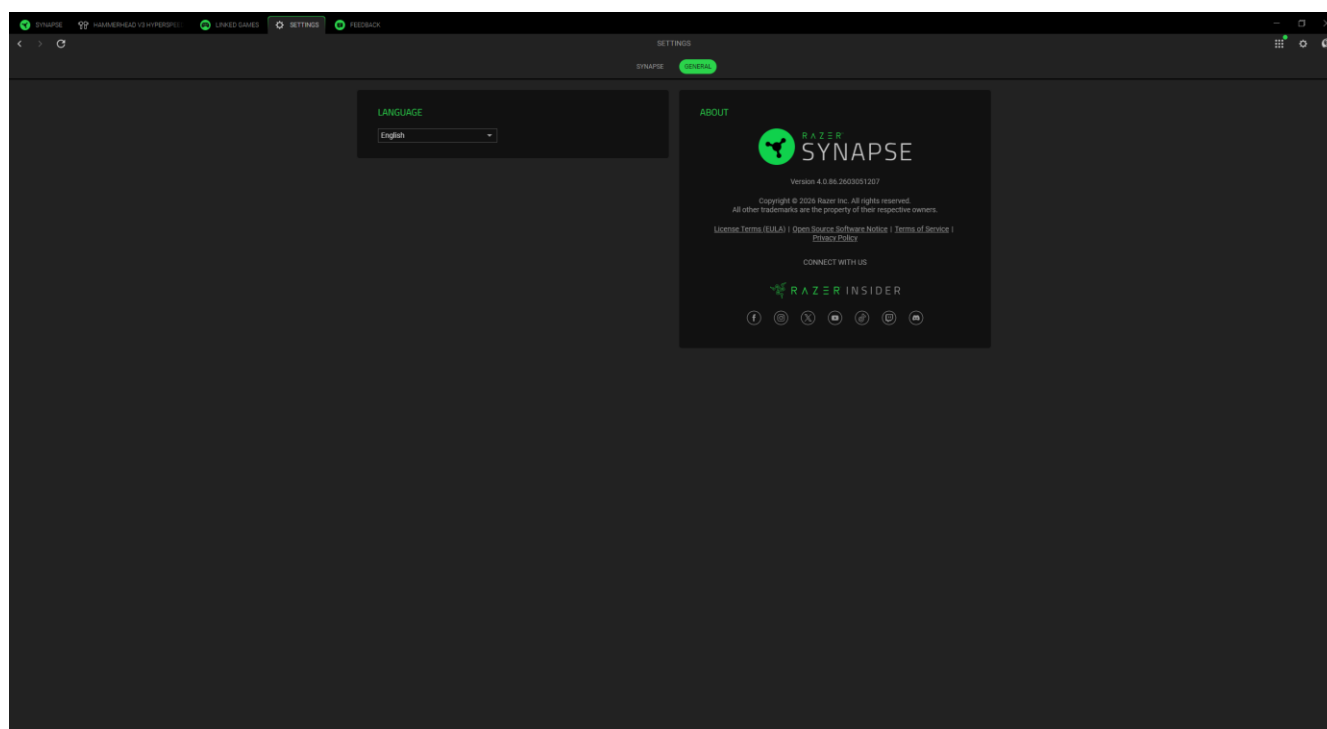 SYNAPSE
HAMMERHEAD V3 HYPERSPEE
LINKED GAMES
SETTINGS
FEEDBACK
SETTINGS
SYNAPSE
GENERAL
LANGUAGE
English
ABOUT
RAZER
SYNAPSE
Version 4.0.86.2603051207
Copyright © 2026 Razer Inc. All rights reserved.
All other trademarks are the property of their respective owners.
License Terms (EULA) | Open Source Software Notice | Terms of Service |
Privacy Policy
CONNECT WITH US
RAZER INSIDER